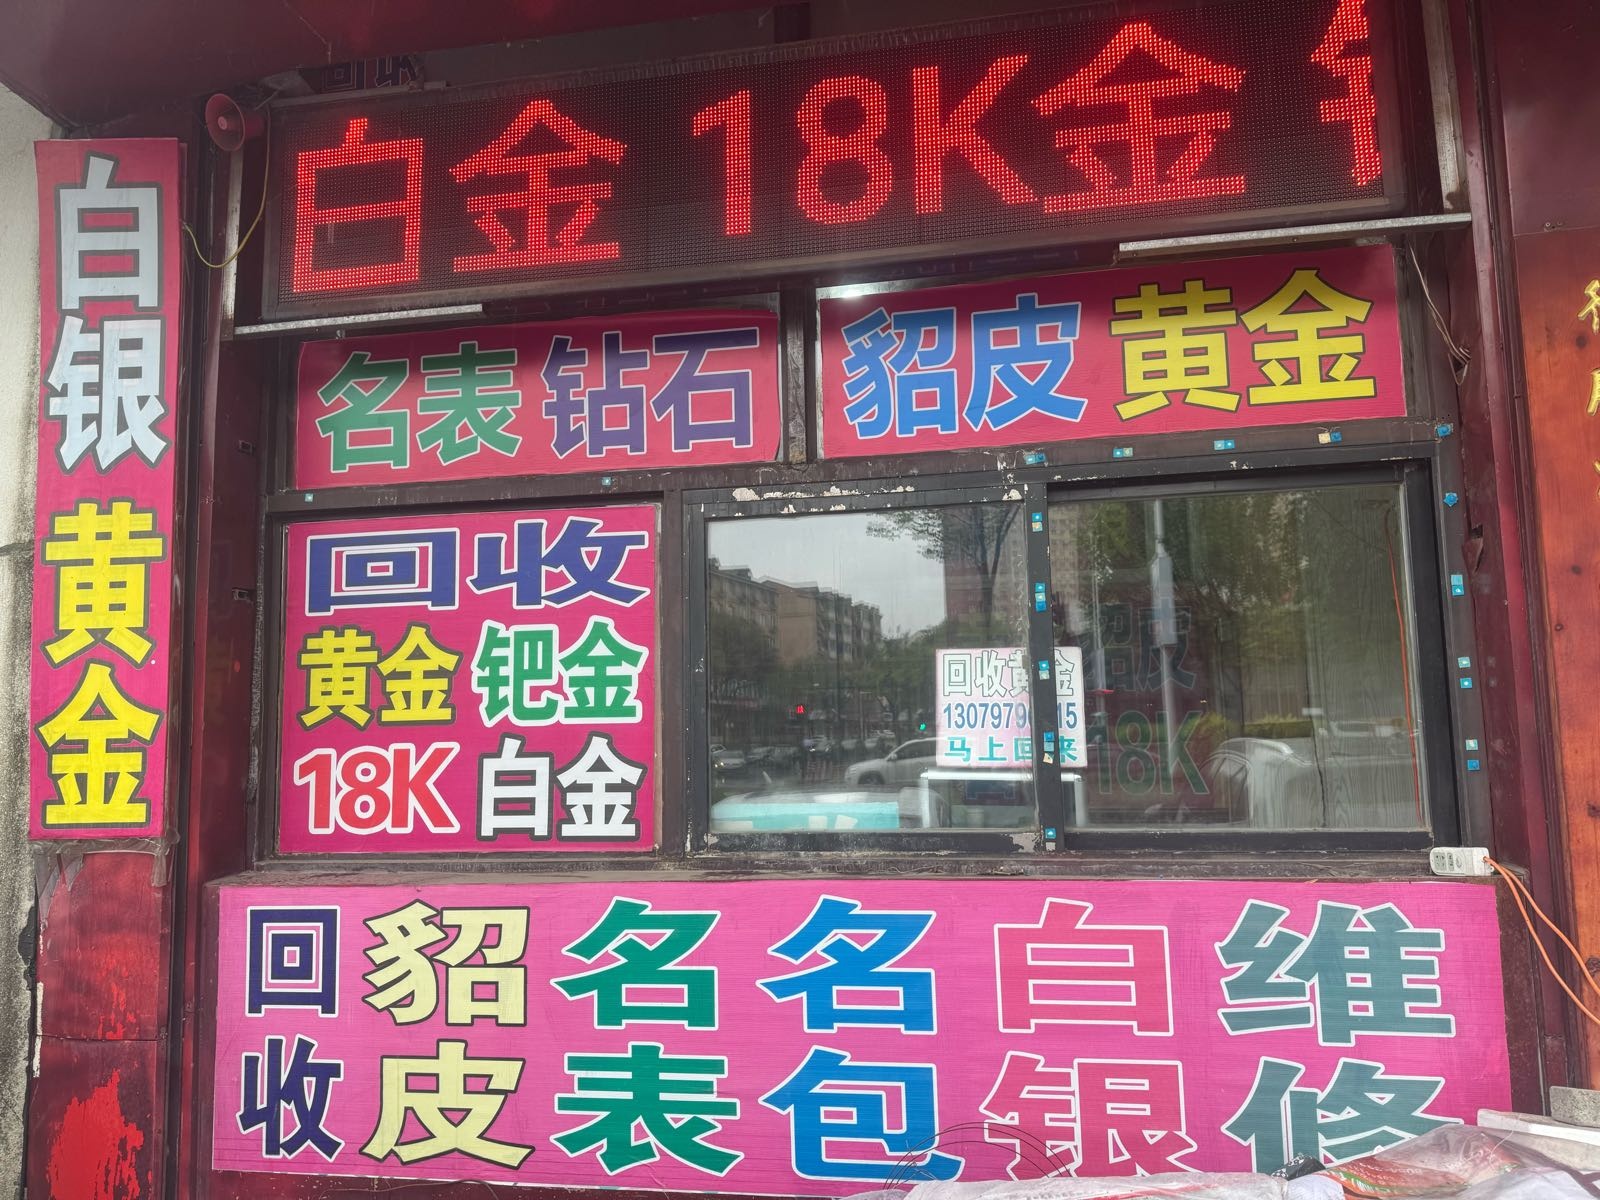 白金 18K金
白银 黄金
名表 钻石
貂皮 黄金
回收
黄金 钯金
18K 白金
回收黄金
马上回来
回收 貂皮 名表 名包 白银 维修